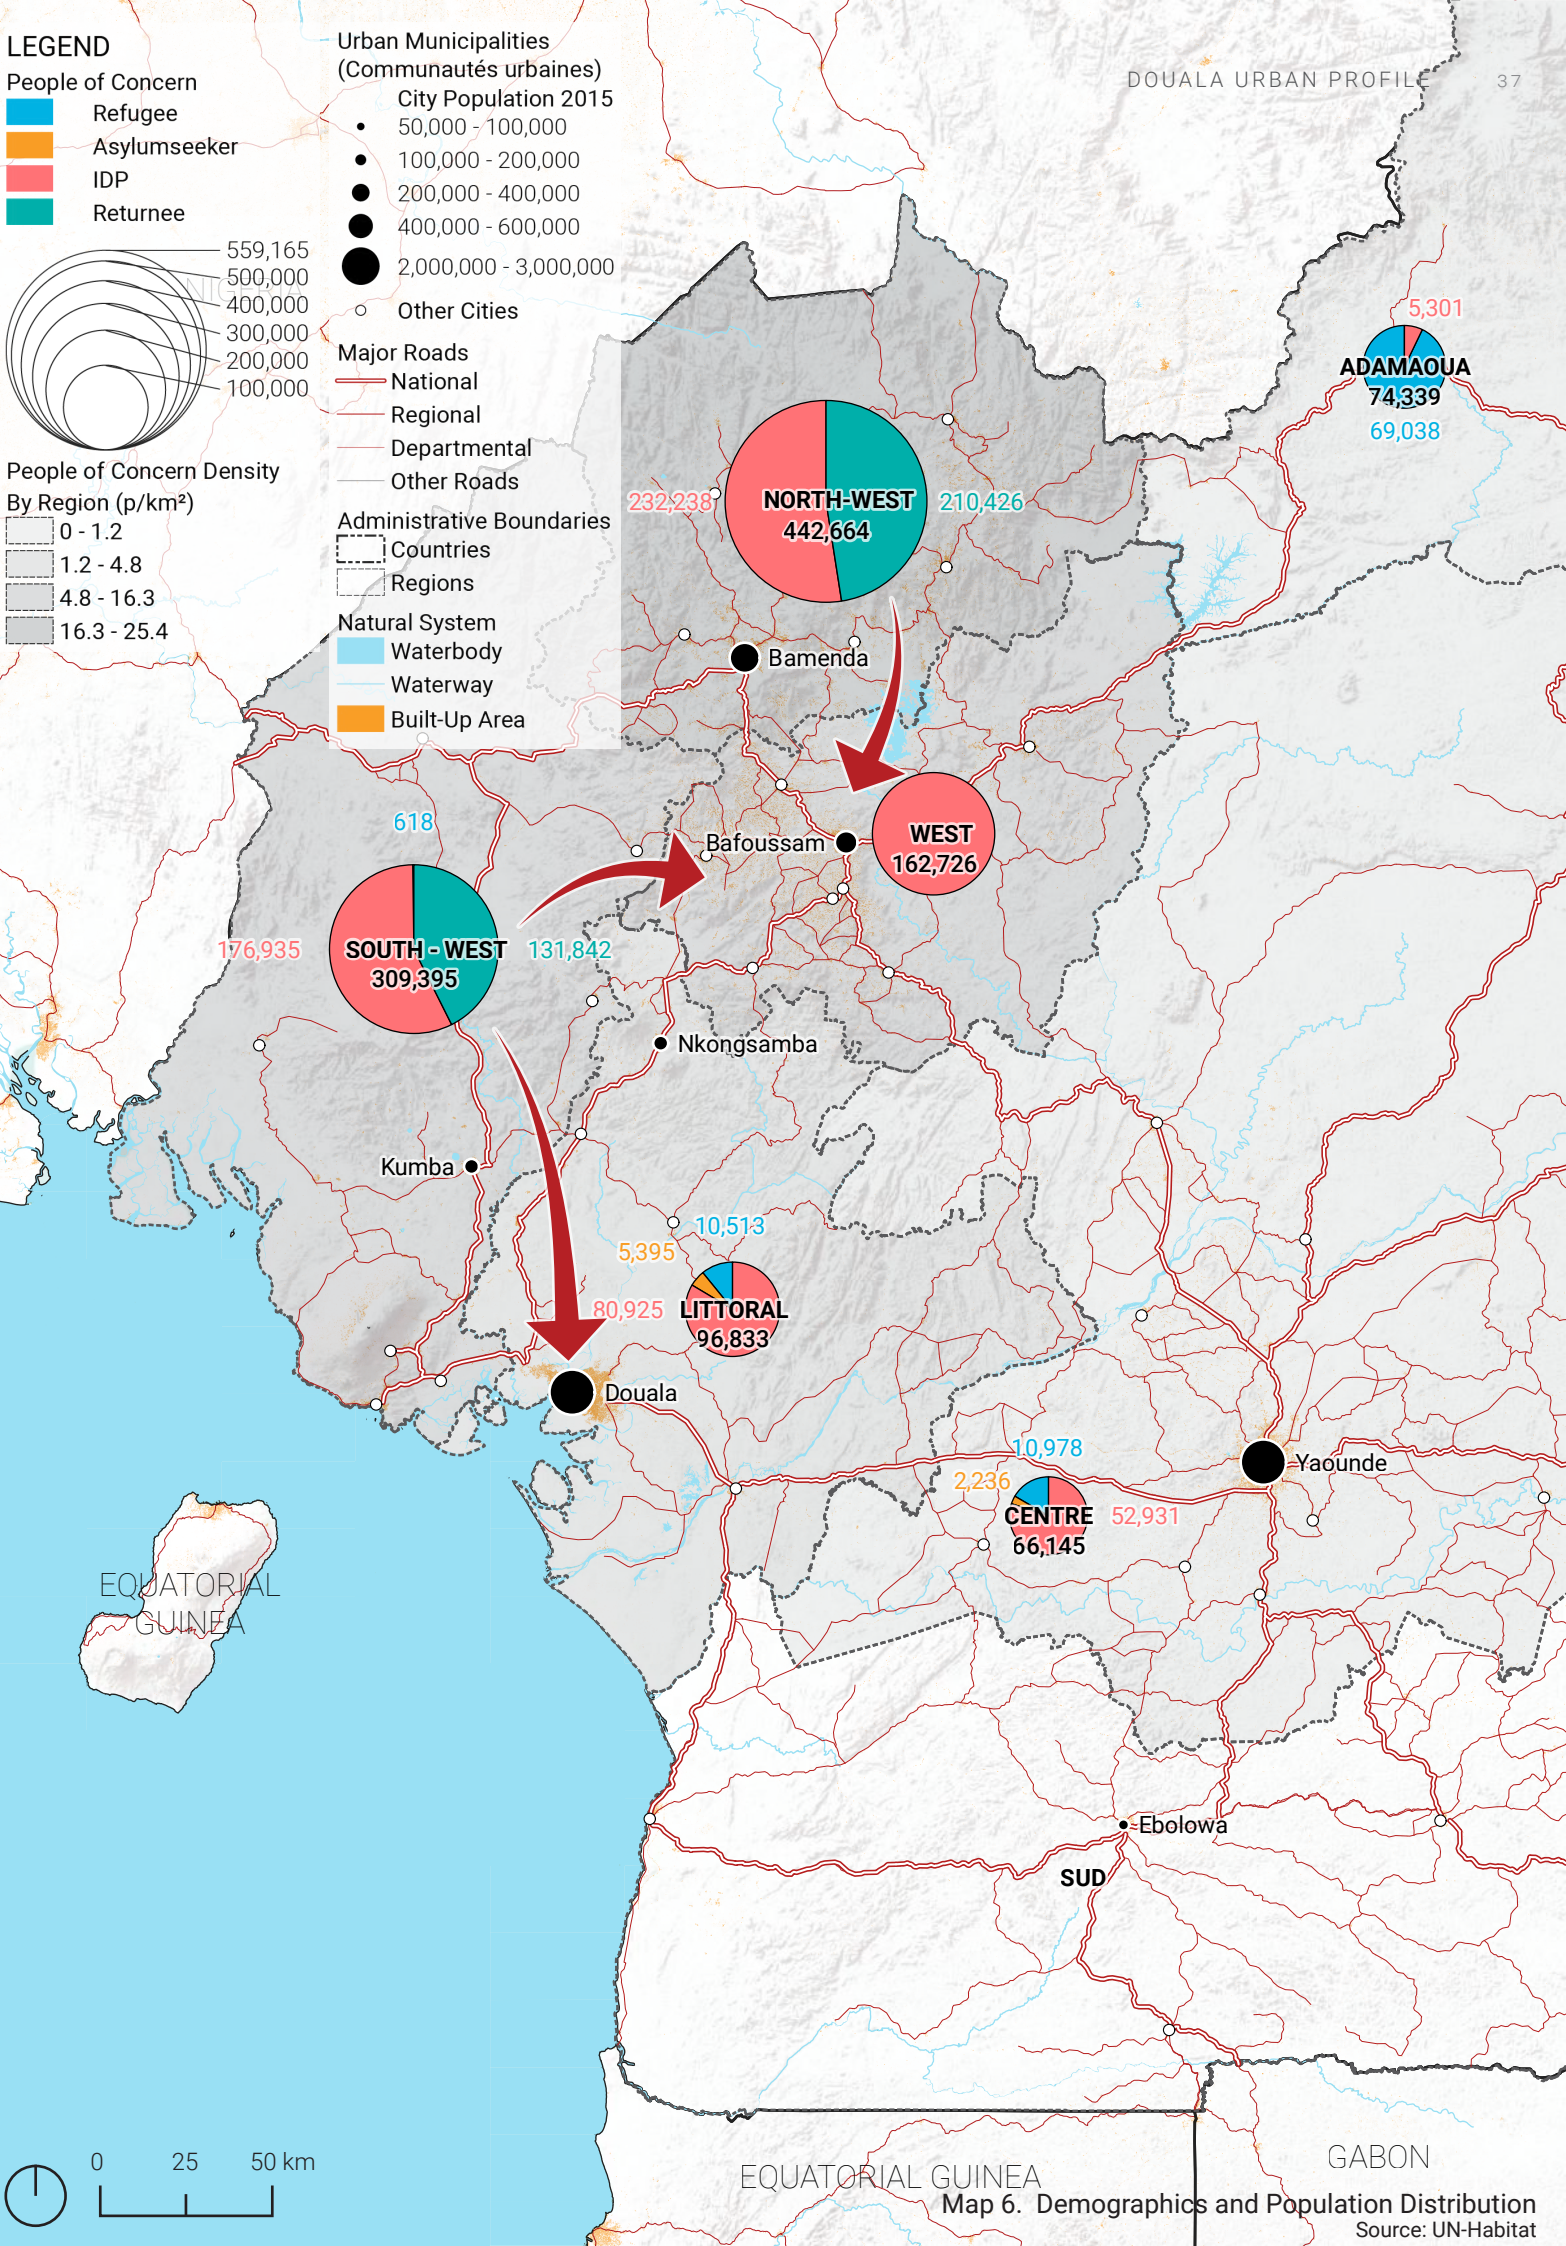 DOUALA URBAN PROFILE 37
LEGEND
People of Concern
Refugee
Asylumseeker
IDP
Returnee
559,165
500,000
400,000
300,000
200,000
100,000
People of Concern Density
By Region (p/km²)
0 - 1.2
1.2 - 4.8
4.8 - 16.3
16.3 - 25.4
Urban Municipalities
(Communautés urbaines)
City Population 2015
50,000 - 100,000
100,000 - 200,000
200,000 - 400,000
400,000 - 600,000
2,000,000 - 3,000,000
Other Cities
Major Roads
National
Regional
Departmental
Other Roads
Administrative Boundaries
Countries
Regions
Natural System
Waterbody
Waterway
Built-Up Area
NIGERIA
5,301
ADAMAOUA
74,339
69,038
232,238
NORTH-WEST
442,664
210,426
Bamenda
618
Bafoussam
WEST
162,726
176,935
SOUTH - WEST
309,395
131,842
Nkongsamba
Kumba
10,513
5,395
80,925
LITTORAL
96,833
Douala
10,978
2,236
CENTRE
66,145
52,931
Yaounde
EQUATORIAL
GUINEA
Ebolowa
SUD
0 25 50 km
EQUATORIAL GUINEA
GABON
Map 6. Demographics and Population Distribution
Source: UN-Habitat